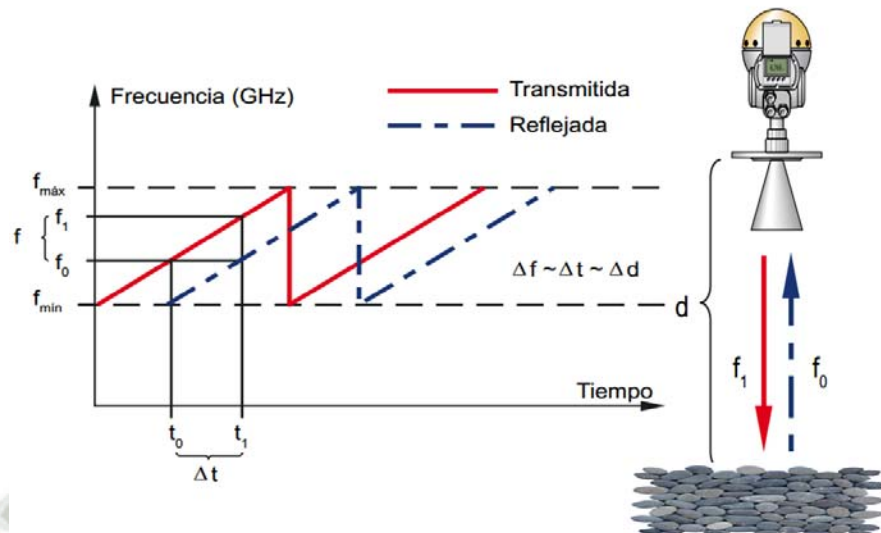 Frecuencia (GHz)
Transmitida
Reflejada
fmáx
f1
f
f0
fmín
Δf ~ Δt ~ Δd
d
f1
f0
Tiempo
t0
t1
Δt